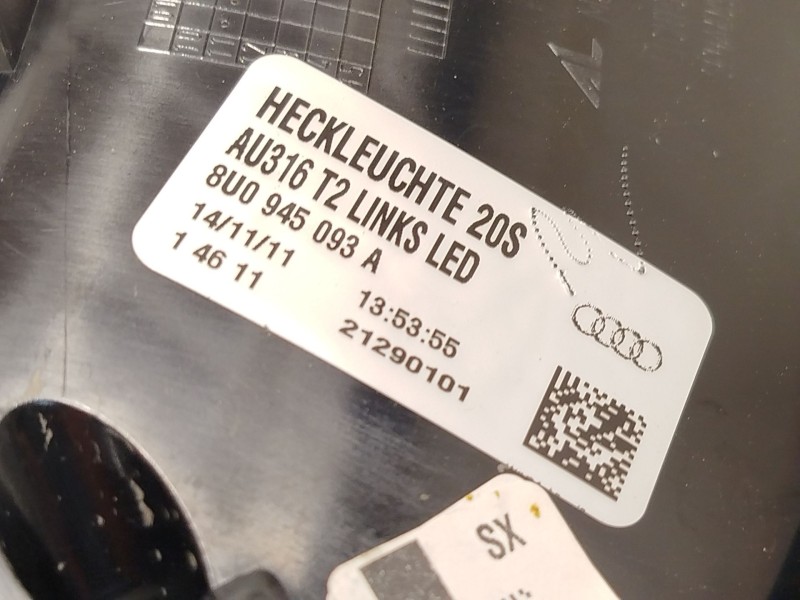 HECKLEUCHTE 20S
AU316 T2 LINKS LED
8U0 945 093 A
14/11/11 13:53:55
1 46 11 21290101
SX